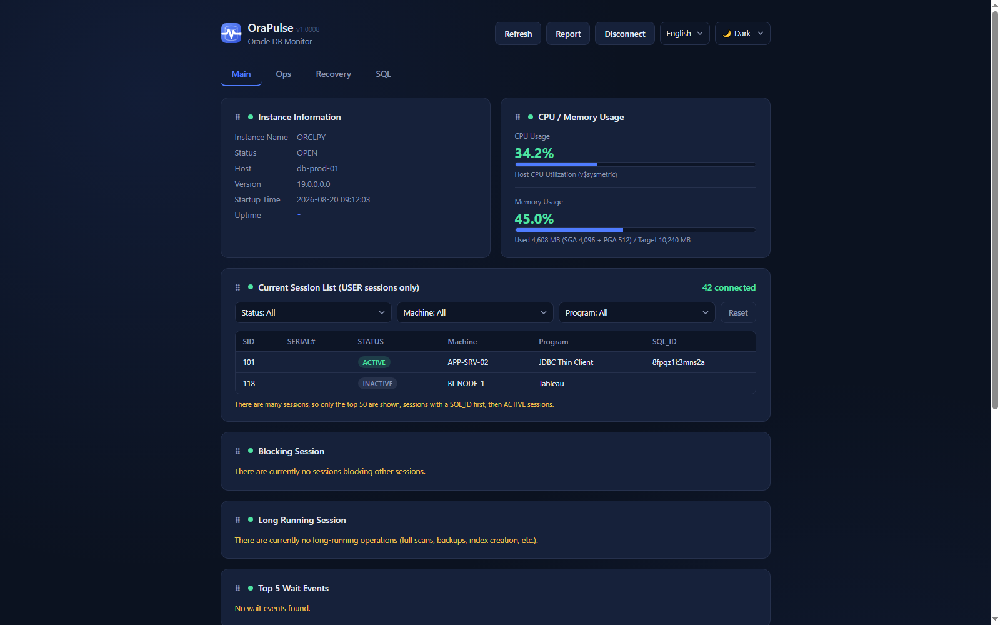 OraPulse v1.0008
Oracle DB Monitor
Refresh
Report
Disconnect
English
Dark
Main
Ops
Recovery
SQL
Instance Information
Instance Name ORCLPY
Status OPEN
Host db-prod-01
Version 19.0.0.0.0
Startup Time 2026-08-20 09:12:03
Uptime -
CPU / Memory Usage
CPU Usage
34.2%
Host CPU Utilization (v$sysmetric)
Memory Usage
45.0%
Used 4,608 MB (SGA 4,096 + PGA 512) / Target 10,240 MB
Current Session List (USER sessions only)
42 connected
Status: All
Machine: All
Program: All
Reset
SID SERIAL# STATUS Machine Program SQL_ID
101 ACTIVE APP-SRV-02 JDBC Thin Client 8fpqz1k3mns2a
118 INACTIVE BI-NODE-1 Tableau -
There are many sessions, so only the top 50 are shown, sessions with a SQL_ID first, then ACTIVE sessions.
Blocking Session
There are currently no sessions blocking other sessions.
Long Running Session
There are currently no long-running operations (full scans, backups, index creation, etc.).
Top 5 Wait Events
No wait events found.